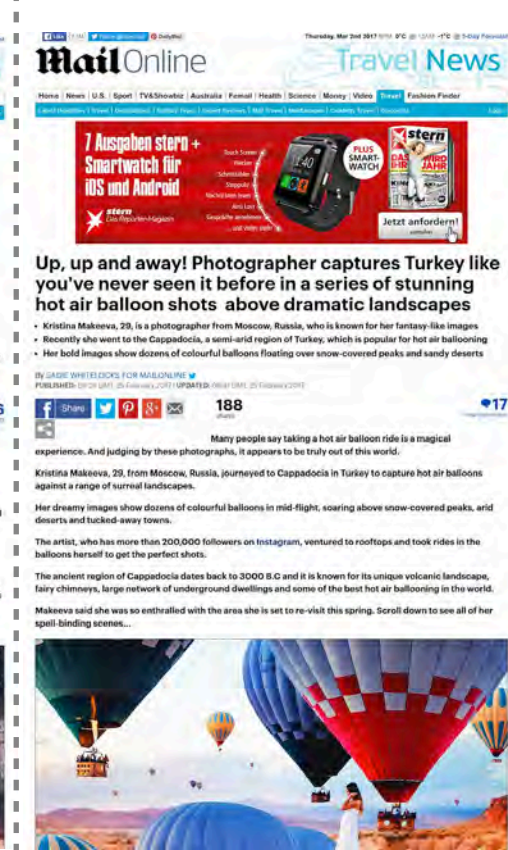 Like
Thursday, Mar 2nd 2017
5-Day Forecast
Mail Online
Travel News
Home News U.S. Sport TV&Showbiz Australia Femail Health Science Money Video Travel Fashion Finder
7 Ausgaben stern +
Smartwatch für
iOS und Android
stern
Das Reporter-Magazin
Touch Screen
Wecker
Schrittzähler
PLUS
SMART-
WATCH
stern
Jetzt anfordern!
Up, up and away! Photographer captures Turkey like
you've never seen it before in a series of stunning
hot air balloon shots above dramatic landscapes
• Kristina Makeeva, 29, is a photographer from Moscow, Russia, who is known for her fantasy-like images
• Recently she went to the Cappadocia, a semi-arid region of Turkey, which is popular for hot air ballooning
• Her bold images show dozens of colourful balloons floating over snow-covered peaks and sandy deserts
By SADIE WHITELOCKS FOR MAILONLINE
Share
188
shares
17
Many people say taking a hot air balloon ride is a magical
experience. And judging by these photographs, it appears to be truly out of this world.
Kristina Makeeva, 29, from Moscow, Russia, journeyed to Cappadocia in Turkey to capture hot air balloons
against a range of surreal landscapes.
Her dreamy images show dozens of colourful balloons in mid-flight, soaring above snow-covered peaks, arid
deserts and tucked-away towns.
The artist, who has more than 200,000 followers on Instagram, ventured to rooftops and took rides in the
balloons herself to get the perfect shots.
The ancient region of Cappadocia dates back to 3000 B.C and it is known for its unique volcanic landscape,
fairy chimneys, large network of underground dwellings and some of the best hot air ballooning in the world.
Makeeva said she was so enthralled with the area she is set to re-visit this spring. Scroll down to see all of her
spell-binding scenes...